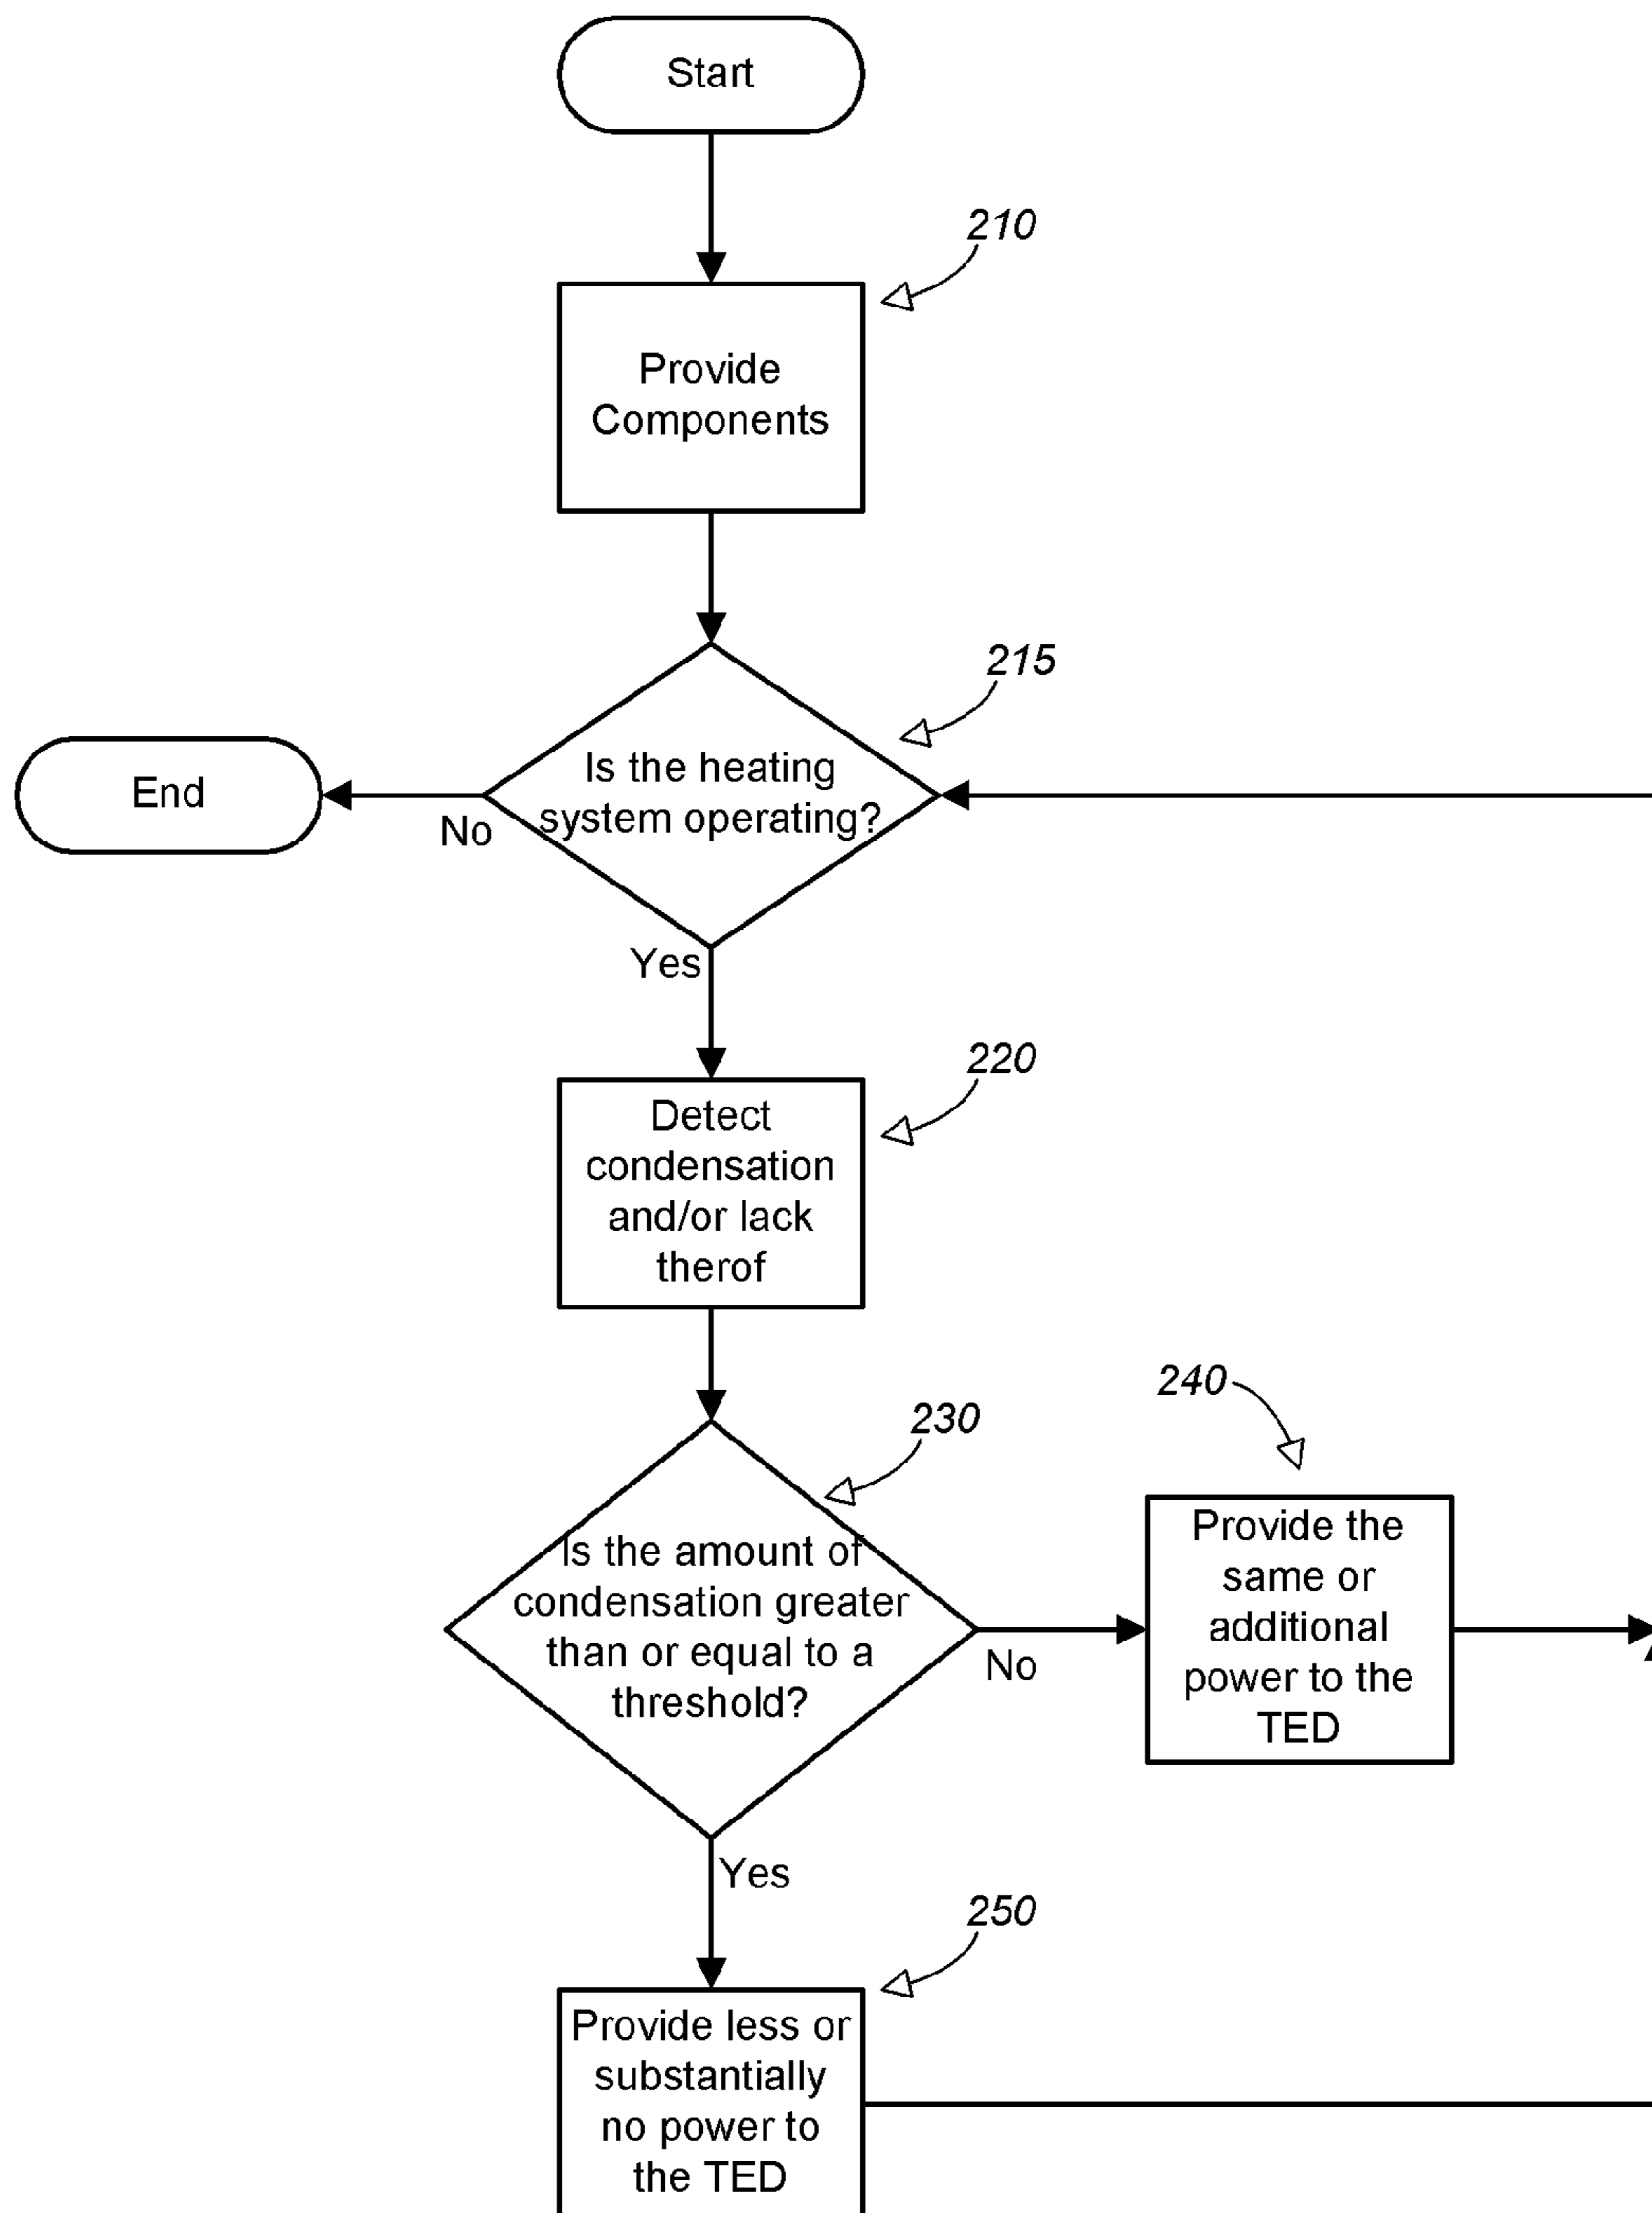 Start
210
Provide
Components
215
Is the heating
system operating?
End
No
Yes
220
Detect
condensation
and/or lack
therof
230
Is the amount of
condensation greater
than or equal to a
threshold?
No
240
Provide the
same or
additional
power to the
TED
Yes
250
Provide less or
substantially
no power to
the TED